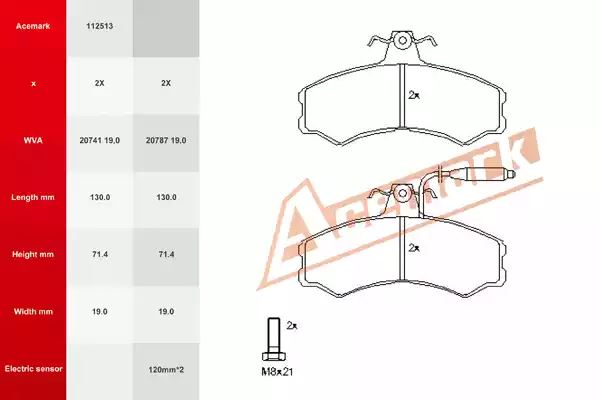 Acemark 112513
x 2X 2X
WVA 20741 19,0 20787 19,0
Length mm 130.0 130.0
Height mm 71.4 71.4
Width mm 19.0 19.0
Electric sensor 120mm*2
2x
2x
2x
M8x21
Acemark